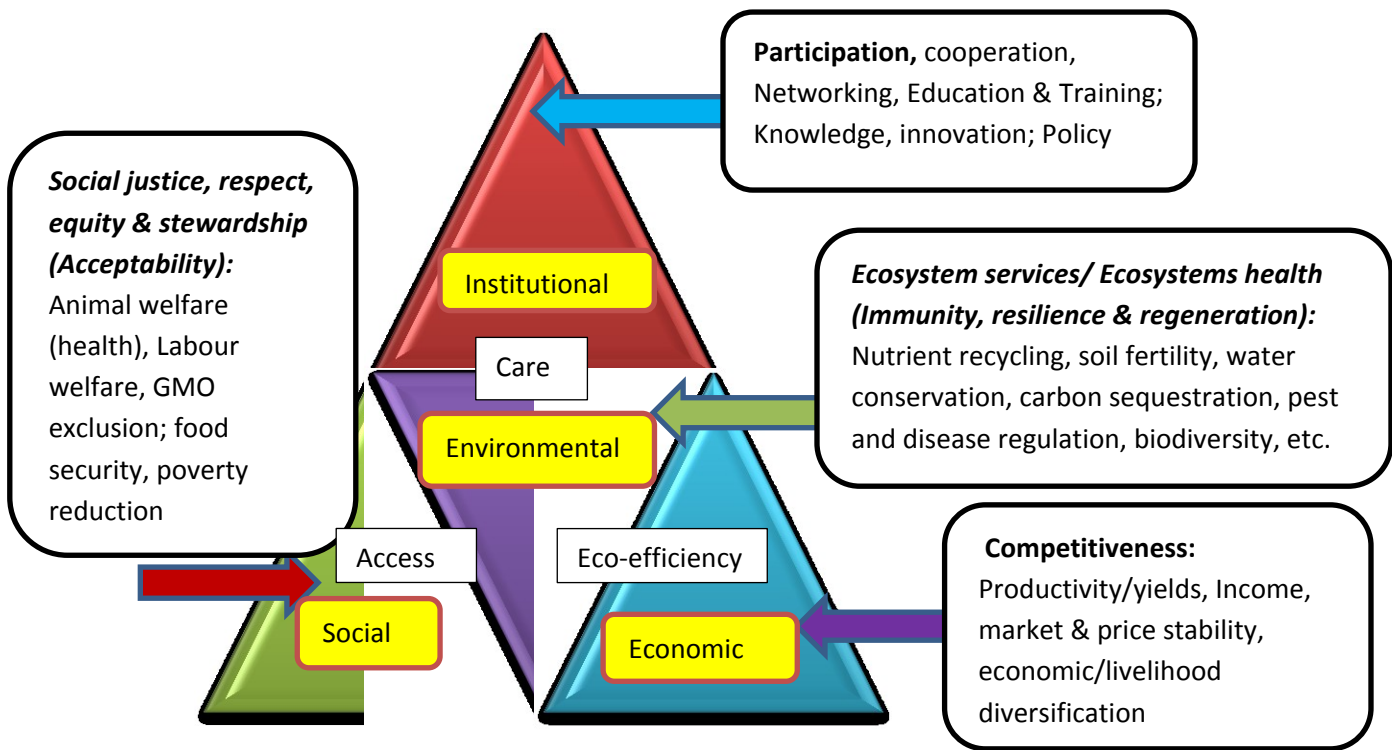 Participation, cooperation,
Networking, Education & Training;
Knowledge, innovation; Policy
Social justice, respect,
equity & stewardship
(Acceptability):
Animal welfare
(health), Labour
welfare, GMO
exclusion; food
security, poverty
reduction
Institutional
Care
Environmental
Ecosystem services/ Ecosystems health
(Immunity, resilience & regeneration):
Nutrient recycling, soil fertility, water
conservation, carbon sequestration, pest
and disease regulation, biodiversity, etc.
Access
Eco-efficiency
Social
Economic
Competitiveness:
Productivity/yields, Income,
market & price stability,
economic/livelihood
diversification